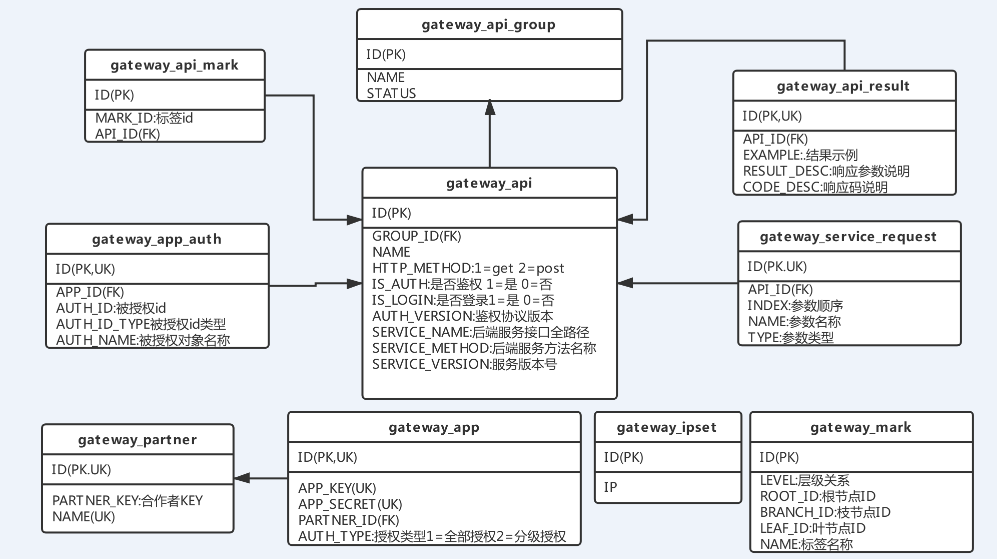 gateway_api_group
ID(PK)
NAME
STATUS
gateway_api_mark
ID(PK)
MARK_ID:标签id
API_ID(FK)
gateway_api_result
ID(PK,UK)
API_ID(FK)
EXAMPLE:.结果示例
RESULT_DESC:响应参数说明
CODE_DESC:响应码说明
gateway_api
ID(PK)
GROUP_ID(FK)
NAME
HTTP_METHOD:1=get 2=post
IS_AUTH:是否鉴权 1=是 0=否
IS_LOGIN:是否登录1=是 0=否
AUTH_VERSION:鉴权协议版本
SERVICE_NAME:后端服务接口全路径
SERVICE_METHOD:后端服务方法名称
SERVICE_VERSION:服务版本号
gateway_app_auth
ID(PK,UK)
APP_ID(FK)
AUTH_ID:被授权id
AUTH_ID_TYPE被授权id类型
AUTH_NAME:被授权对象名称
gateway_service_request
ID(PK.UK)
API_ID(FK)
INDEX:参数顺序
NAME:参数名称
TYPE:参数类型
gateway_partner
ID(PK.UK)
PARTNER_KEY:合作者KEY
NAME(UK)
gateway_app
ID(PK,UK)
APP_KEY(UK)
APP_SECRET(UK)
PARTNER_ID(FK)
AUTH_TYPE:授权类型1=全部授权2=分级授权
gateway_ipset
ID(PK)
IP
gateway_mark
ID(PK)
LEVEL:层级关系
ROOT_ID:根节点ID
BRANCH_ID:枝节点ID
LEAF_ID:叶节点ID
NAME:标签名称